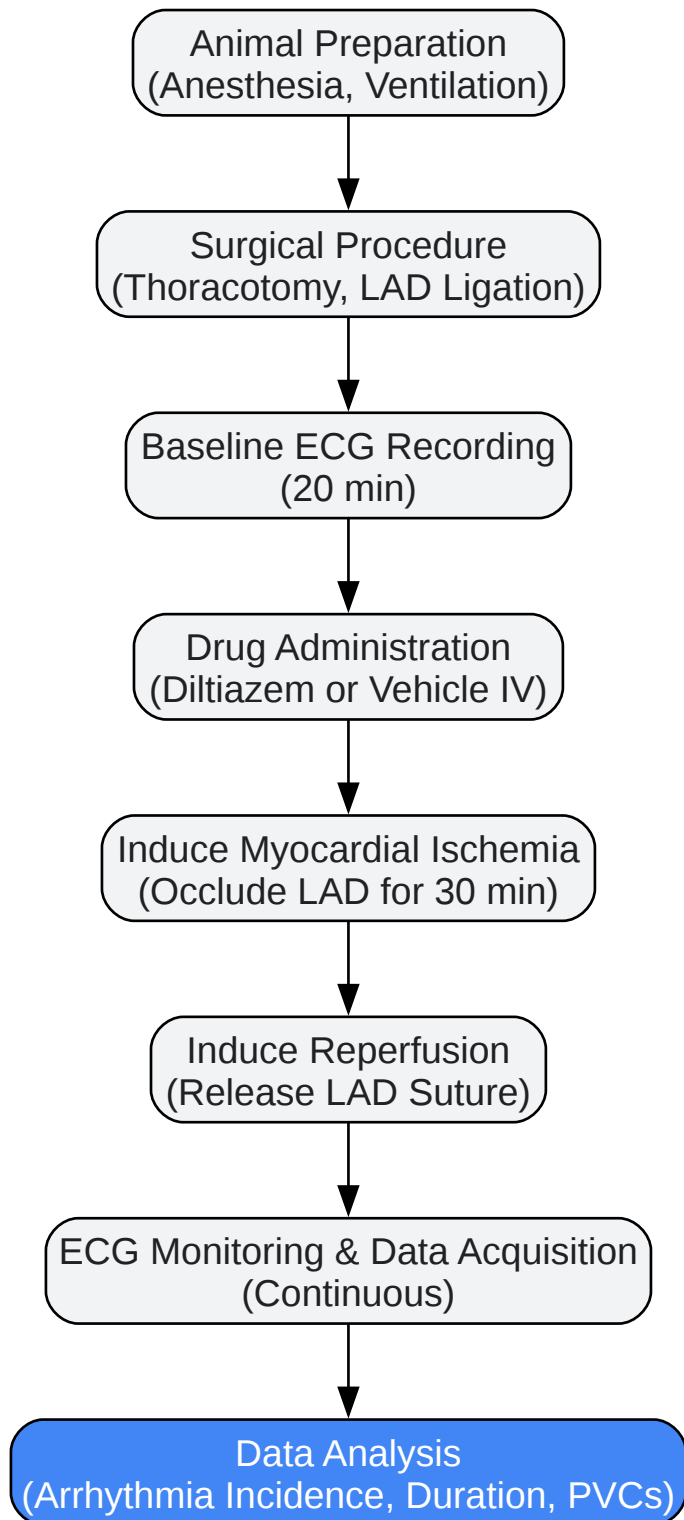 Animal Preparation
(Anesthesia, Ventilation)
Surgical Procedure
(Thoracotomy, LAD Ligation)
Baseline ECG Recording
(20 min)
Drug Administration
(Diltiazem or Vehicle IV)
Induce Myocardial Ischemia
(Occlude LAD for 30 min)
Induce Reperfusion
(Release LAD Suture)
ECG Monitoring & Data Acquisition
(Continuous)
Data Analysis
(Arrhythmia Incidence, Duration, PVCs)